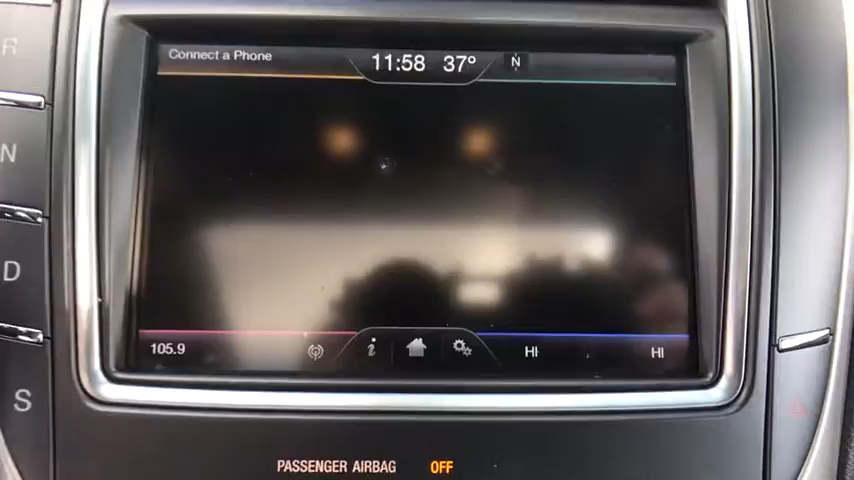 R
N
D
S
Connect a Phone
11:58 37°
N
105.9
i
HI
HI
PASSENGER AIRBAG OFF